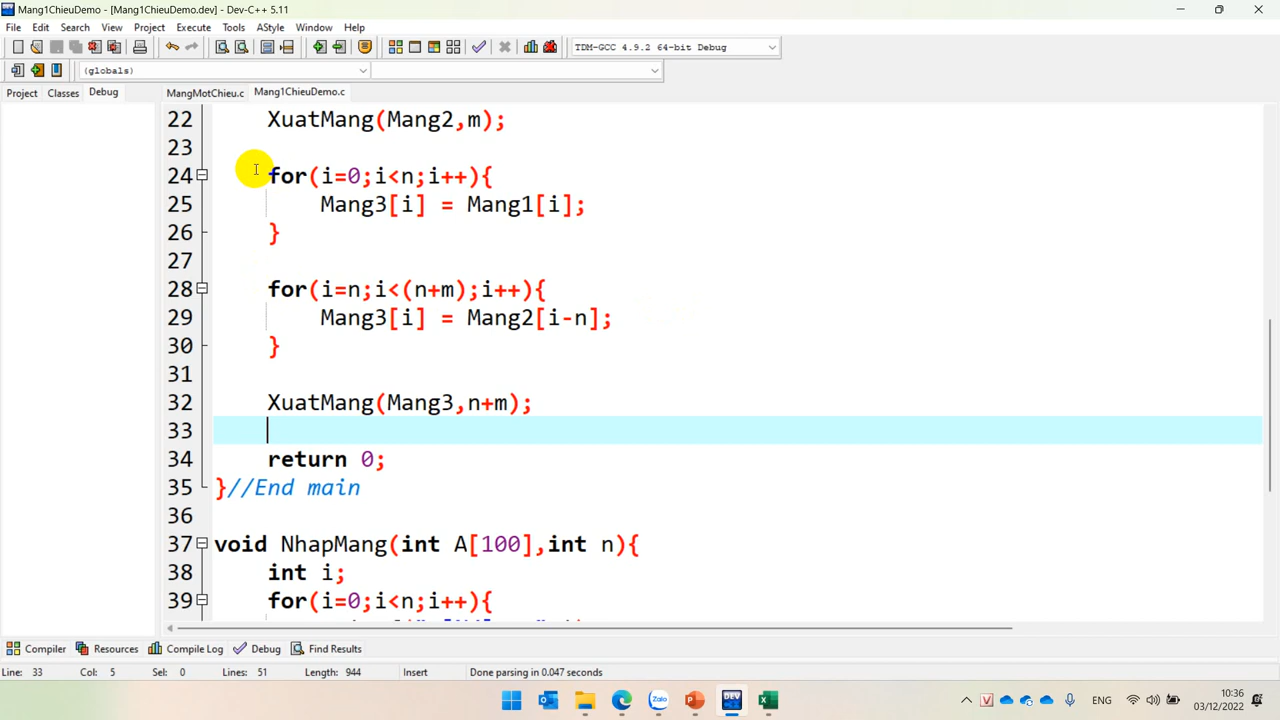 Mang1ChieuDemo - [Mang1ChieuDemo.dev] - Dev-C++ 5.11
File Edit Search View Project Execute Tools AStyle Window Help
TDM-GCC 4.9.2 64-bit Debug
(globals)
Project Classes Debug MangMotChieu.c Mang1ChieuDemo.c
22 XuatMang(Mang2,m);
23
24 for(i=0;i<n;i++){
25 Mang3[i] = Mang1[i];
26 }
27
28 for(i=n;i<(n+m);i++){
29 Mang3[i] = Mang2[i-n];
30 }
31
32 XuatMang(Mang3,n+m);
33
34 return 0;
35 }//End main
36
37 void NhapMang(int A[100],int n){
38 int i;
39 for(i=0;i<n;i++){
Compiler Resources Compile Log Debug Find Results
Line: 33 Col: 5 Sel: 0 Lines: 51 Length: 944 Insert Done parsing in 0.047 seconds
Zalo DEV ENG 10:36
03/12/2022